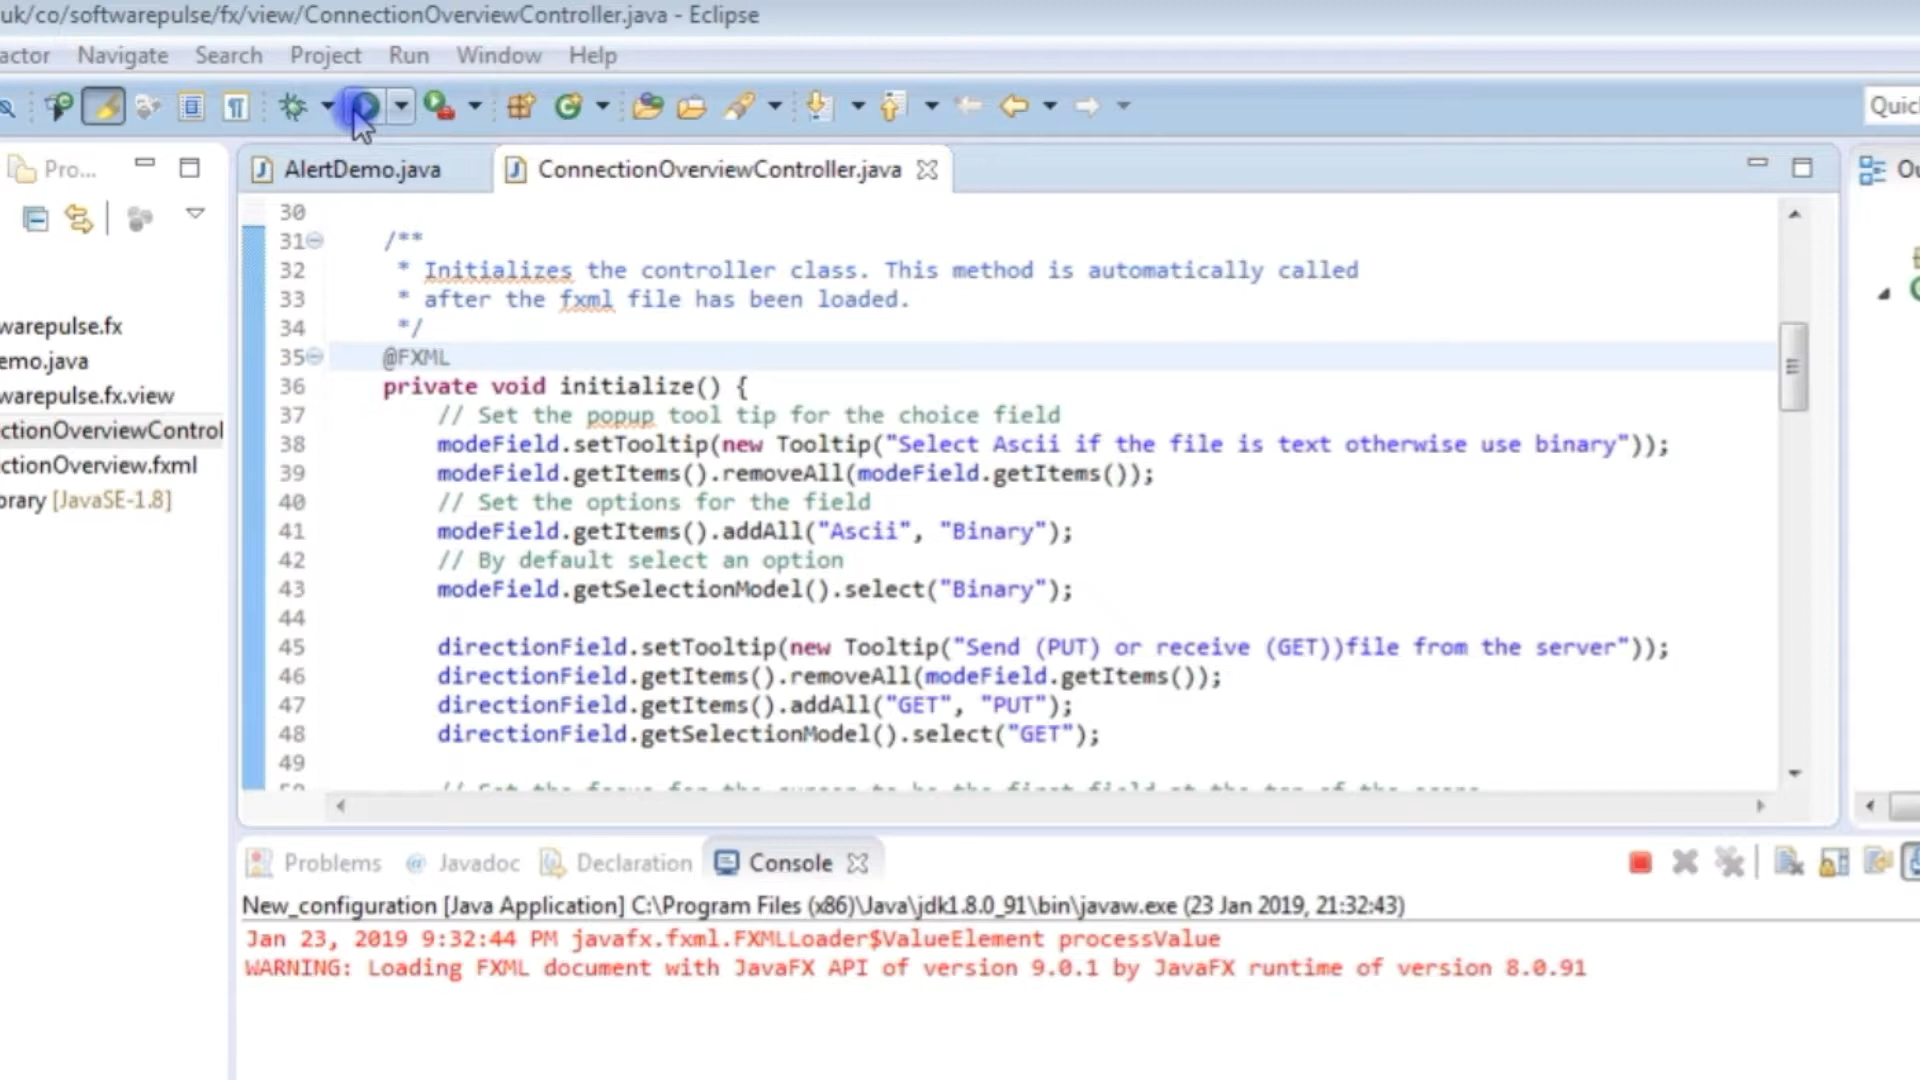 uk/co/softwarepulse/fx/view/ConnectionOverviewController.java - Eclipse
actor Navigate Search Project Run Window Help
Quic
Pro...
AlertDemo.java
ConnectionOverviewController.java
Ou
warepulse.fx
emo.java
warepulse.fx.view
ctionOverviewControl
ctionOverview.fxml
brary [JavaSE-1.8]
30
31 /**
32 * Initializes the controller class. This method is automatically called
33 * after the fxml file has been loaded.
34 */
35 @FXML
36 private void initialize() {
37 // Set the popup tool tip for the choice field
38 modeField.setTooltip(new Tooltip("Select Ascii if the file is text otherwise use binary"));
39 modeField.getItems().removeAll(modeField.getItems());
40 // Set the options for the field
41 modeField.getItems().addAll("Ascii", "Binary");
42 // By default select an option
43 modeField.getSelectionModel().select("Binary");
44
45 directionField.setTooltip(new Tooltip("Send (PUT) or receive (GET))file from the server"));
46 directionField.getItems().removeAll(modeField.getItems());
47 directionField.getItems().addAll("GET", "PUT");
48 directionField.getSelectionModel().select("GET");
49
Problems Javadoc Declaration Console
New_configuration [Java Application] C:\Program Files (x86)\Java\jdk1.8.0_91\bin\javaw.exe (23 Jan 2019, 21:32:43)
Jan 23, 2019 9:32:44 PM javafx.fxml.FXMLLoader$ValueElement processValue
WARNING: Loading FXML document with JavaFX API of version 9.0.1 by JavaFX runtime of version 8.0.91